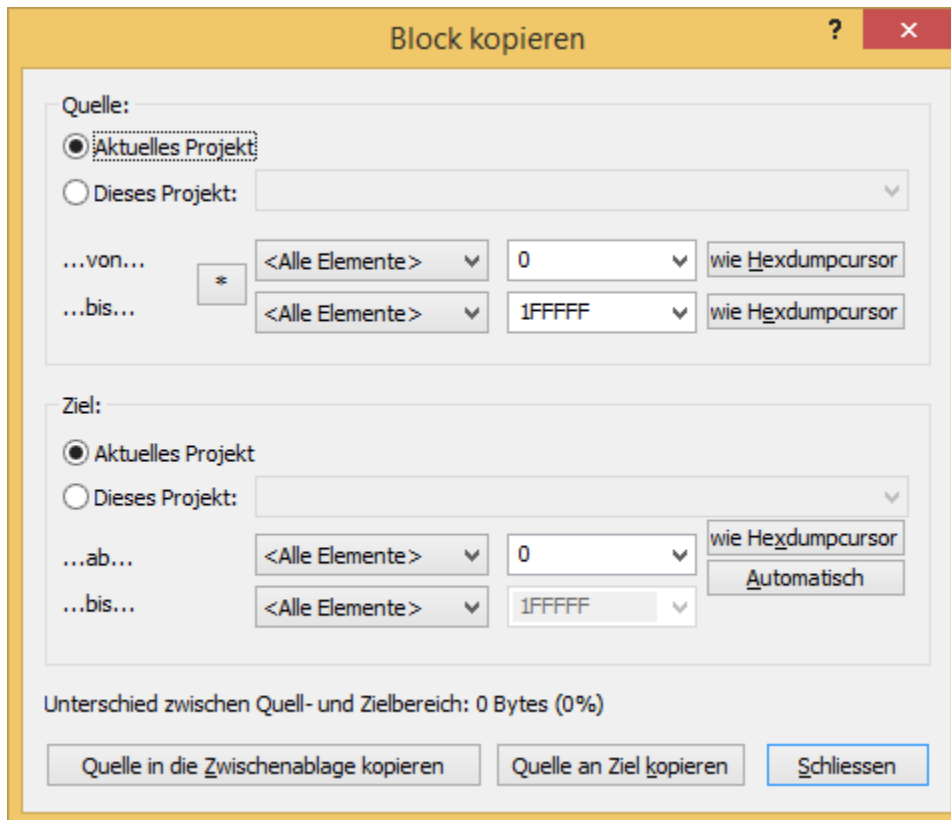 Block kopieren
?
×
Quelle:
Aktuelles Projekt
Dieses Projekt:
...von... <Alle Elemente> 0 wie Hexdumpcursor
*
...bis... <Alle Elemente> 1FFFFF wie Hexdumpcursor
Ziel:
Aktuelles Projekt
Dieses Projekt:
...ab... <Alle Elemente> 0 wie Hexdumpcursor
Automatisch
...bis... <Alle Elemente> 1FFFFF
Unterschied zwischen Quell- und Zielbereich: 0 Bytes (0%)
Quelle in die Zwischenablage kopieren Quelle an Ziel kopieren Schliessen